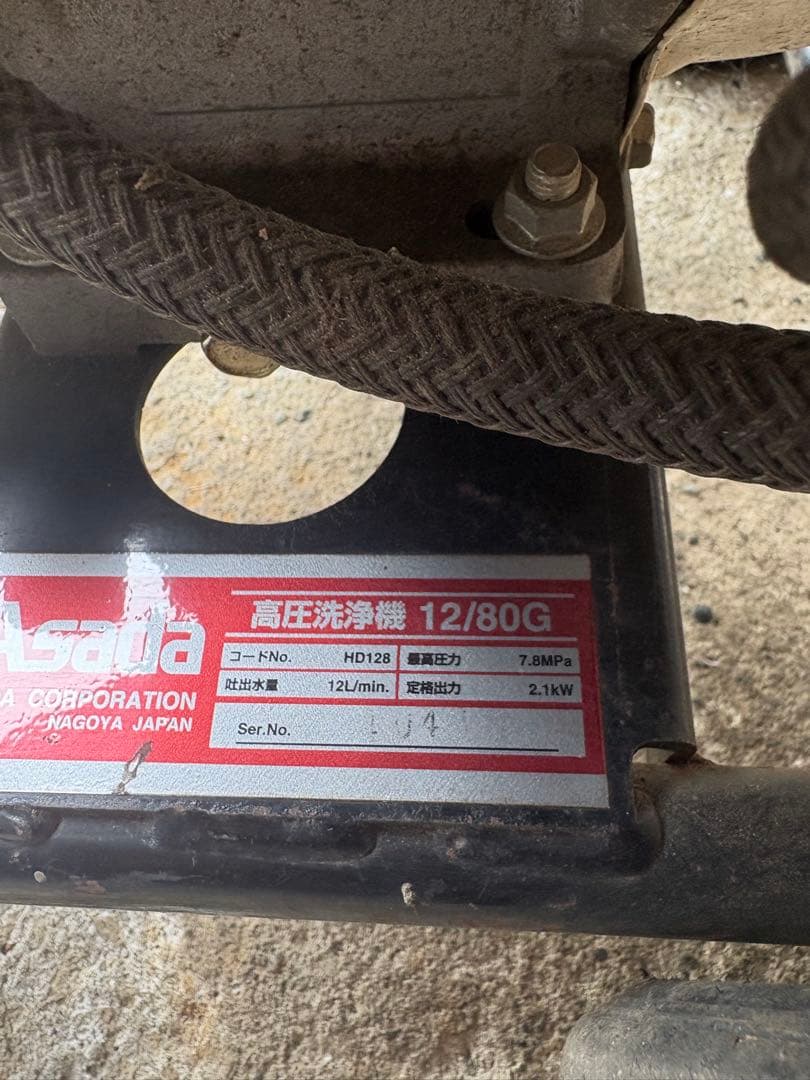 Asada
CORPORATION
NAGOYA JAPAN
高圧洗浄機 12/80G
コードNo. HD128 最高圧力 7.8MPa
吐出水量 12L/min. 定格出力 2.1kW
Ser.No.